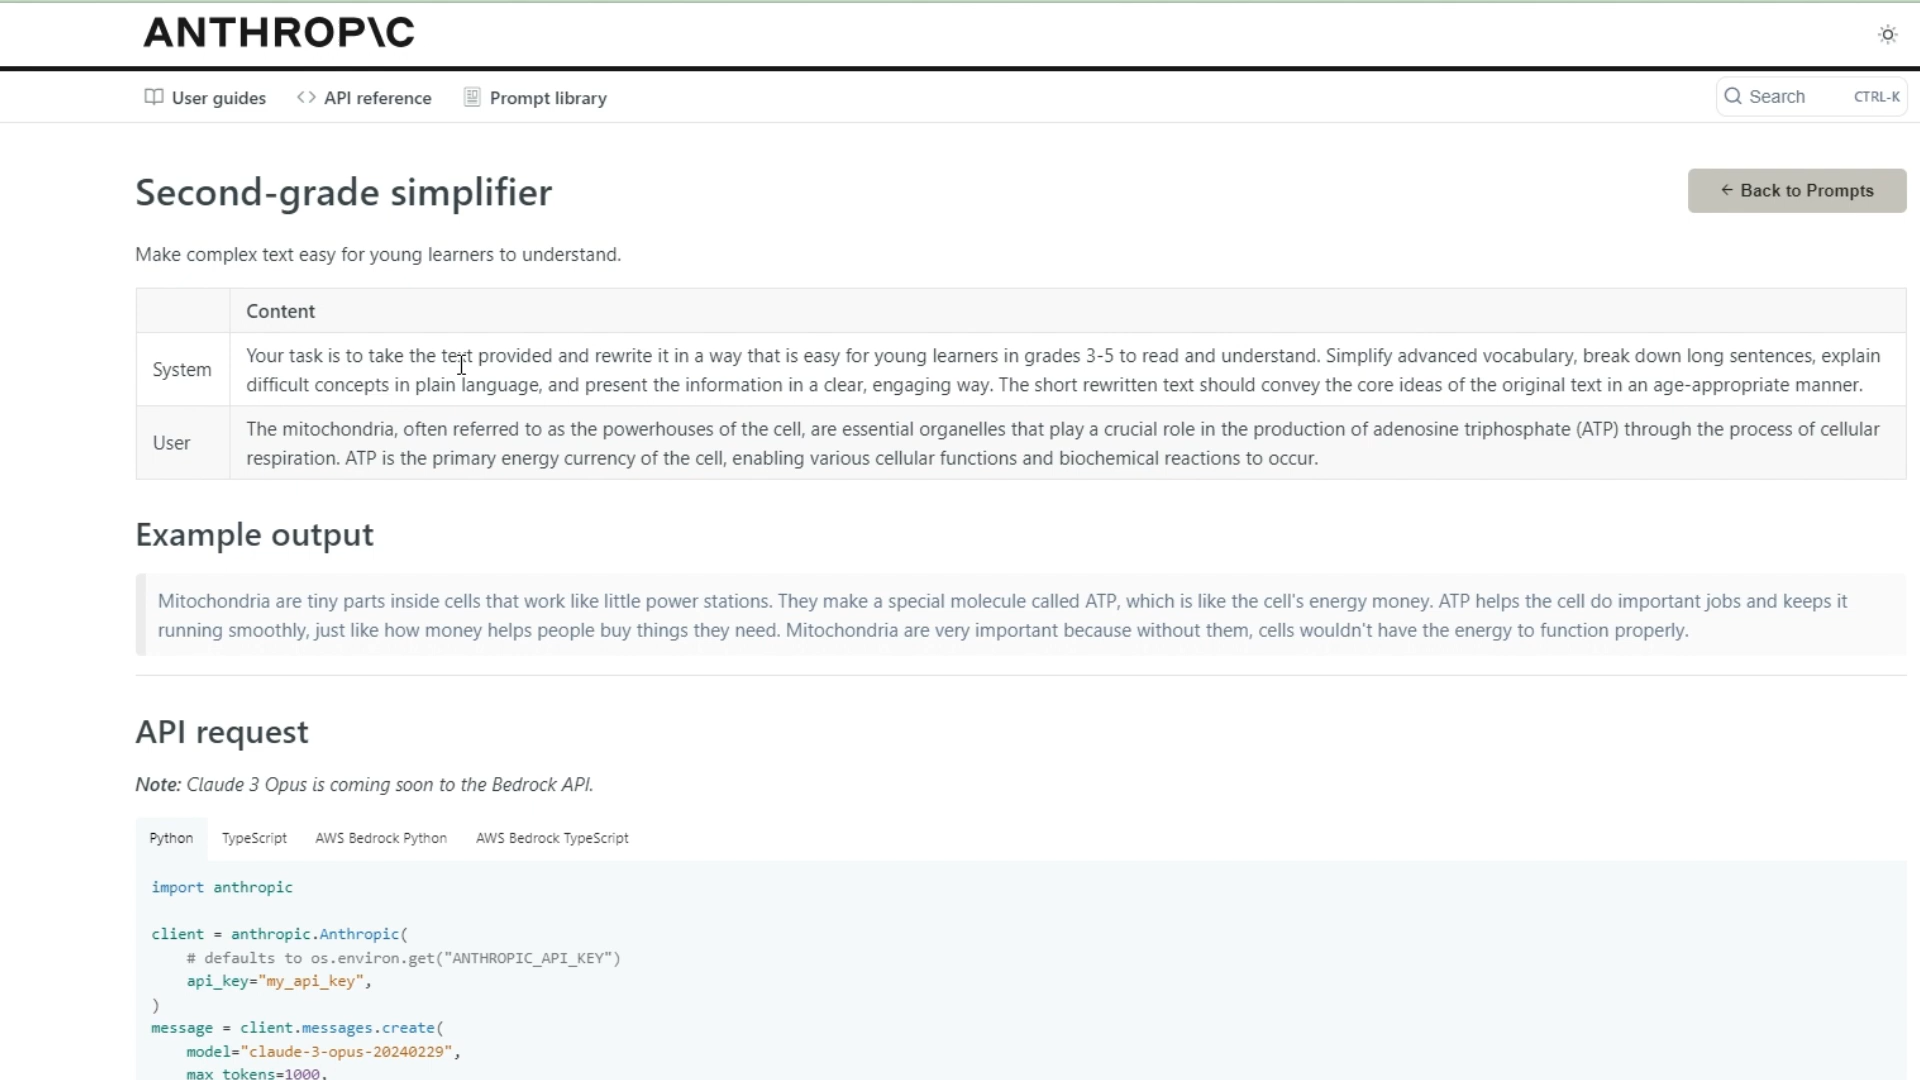 ANTHROP\C
User guides
API reference
Prompt library
Search CTRL-K
Second-grade simplifier
← Back to Prompts
Make complex text easy for young learners to understand.
Content
System
Your task is to take the text provided and rewrite it in a way that is easy for young learners in grades 3-5 to read and understand. Simplify advanced vocabulary, break down long sentences, explain
difficult concepts in plain language, and present the information in a clear, engaging way. The short rewritten text should convey the core ideas of the original text in an age-appropriate manner.
User
The mitochondria, often referred to as the powerhouses of the cell, are essential organelles that play a crucial role in the production of adenosine triphosphate (ATP) through the process of cellular
respiration. ATP is the primary energy currency of the cell, enabling various cellular functions and biochemical reactions to occur.
Example output
Mitochondria are tiny parts inside cells that work like little power stations. They make a special molecule called ATP, which is like the cell's energy money. ATP helps the cell do important jobs and keeps it
running smoothly, just like how money helps people buy things they need. Mitochondria are very important because without them, cells wouldn't have the energy to function properly.
API request
Note: Claude 3 Opus is coming soon to the Bedrock API.
Python TypeScript AWS Bedrock Python AWS Bedrock TypeScript
import anthropic
client = anthropic.Anthropic(
# defaults to os.environ.get("ANTHROPIC_API_KEY")
api_key="my_api_key",
)
message = client.messages.create(
model="claude-3-opus-20240229",
max_tokens=1000,